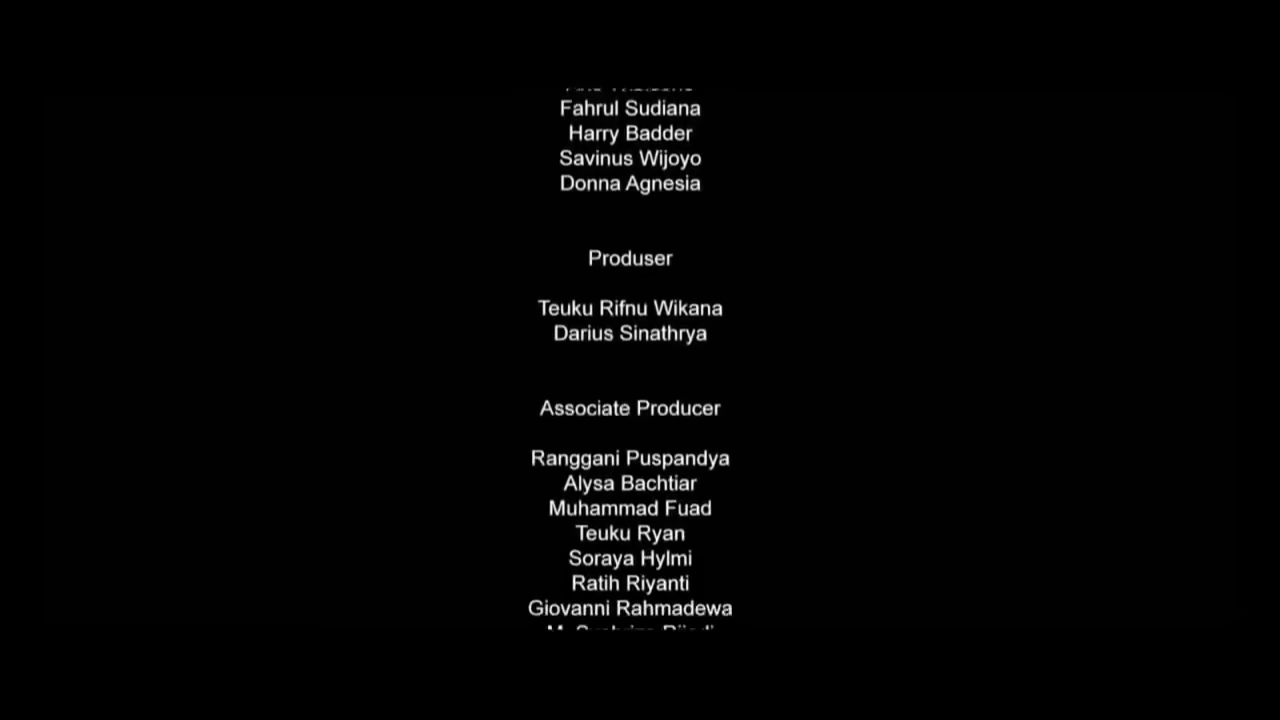 Fahrul Sudiana
Harry Badder
Savinus Wijoyo
Donna Agnesia
Produser
Teuku Rifnu Wikana
Darius Sinathrya
Associate Producer
Ranggani Puspandya
Alysa Bachtiar
Muhammad Fuad
Teuku Ryan
Soraya Hylmi
Ratih Riyanti
Giovanni Rahmadewa